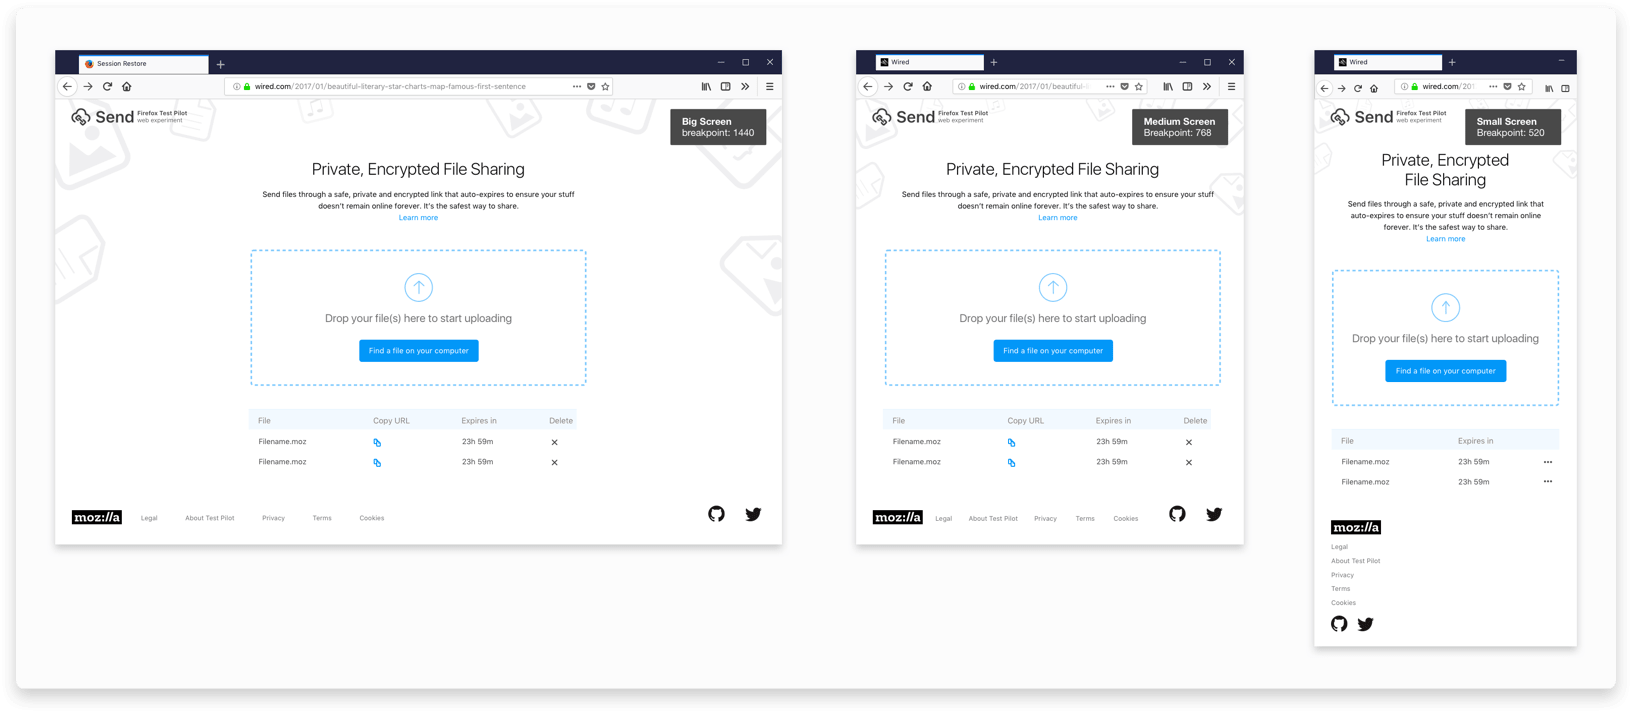 Session Restore
wired.com/2017/01/beautiful-literary-star-charts-map-famous-first-sentence
Send Firefox Test Pilot
web experiment
Big Screen
breakpoint: 1440
Private, Encrypted File Sharing
Send files through a safe, private and encrypted link that auto-expires to ensure your stuff
doesn't remain online forever. It's the safest way to share.
Learn more
Drop your file(s) here to start uploading
Find a file on your computer
File Copy URL Expires in Delete
Filename.moz 23h 59m
Filename.moz 23h 59m
moz://a Legal About Test Pilot Privacy Terms Cookies
Wired
wired.com/2017/01/beautiful-l
Send Firefox Test Pilot
web experiment
Medium Screen
Breakpoint: 768
Private, Encrypted File Sharing
Send files through a safe, private and encrypted link that auto-expires to ensure your stuff
doesn't remain online forever. It's the safest way to share.
Learn more
Drop your file(s) here to start uploading
Find a file on your computer
File Copy URL Expires in Delete
Filename.moz 23h 59m
Filename.moz 23h 59m
moz://a Legal About Test Pilot Privacy Terms Cookies
Wired
wired.com/201
Send Firefox Test Pilot
web experiment
Small Screen
Breakpoint: 520
Private, Encrypted
File Sharing
Send files through a safe, private and encrypted link that
auto-expires to ensure your stuff doesn't remain online
forever. It's the safest way to share.
Learn more
Drop your file(s) here to start uploading
Find a file on your computer
File Expires in
Filename.moz 23h 59m
Filename.moz 23h 59m
moz://a
Legal
About Test Pilot
Privacy
Terms
Cookies